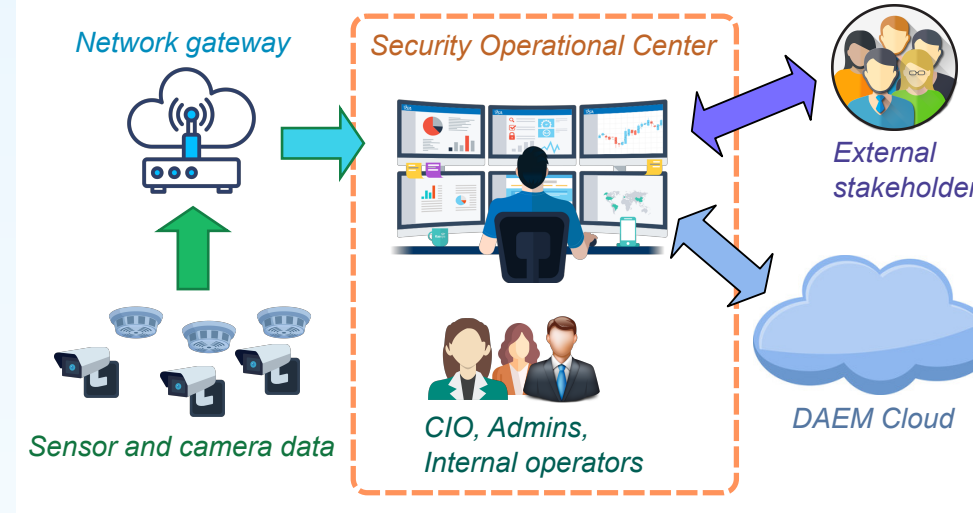 Network gateway
Security Operational Center
External
stakeholder
Sensor and camera data
CIO, Admins,
Internal operators
DAEM Cloud